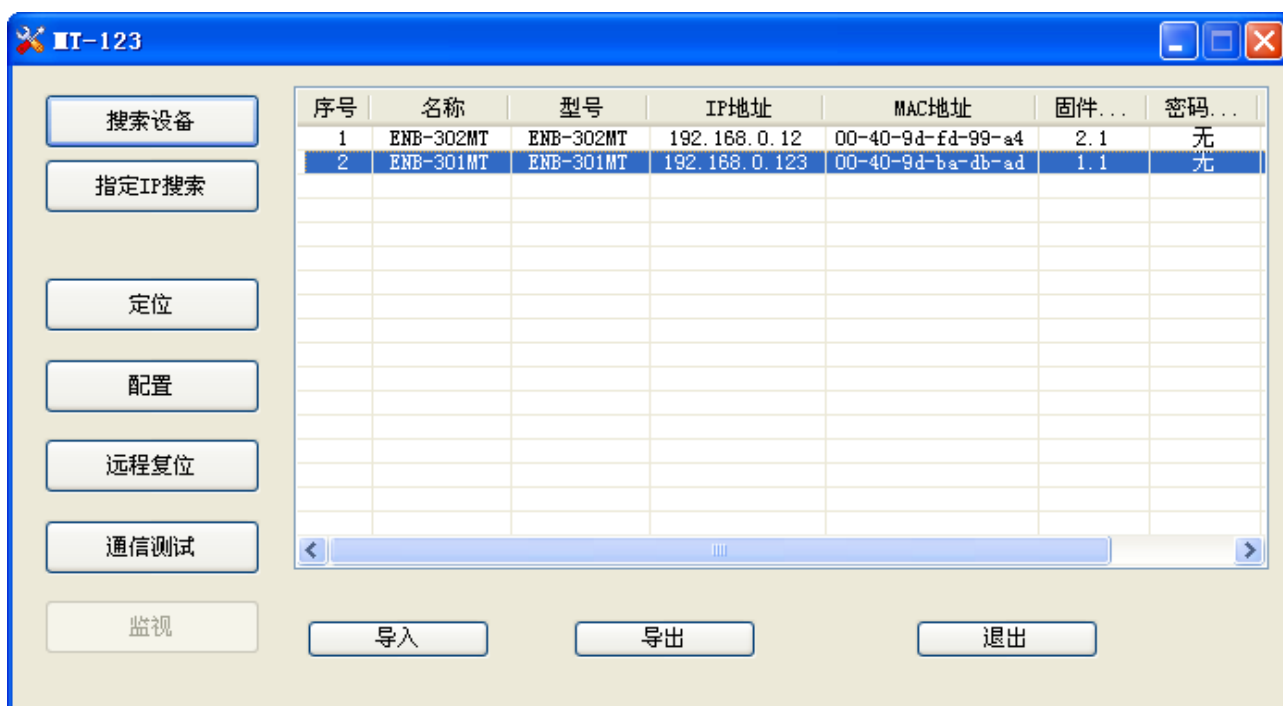 MT-123
搜索设备
指定IP搜索
定位
配置
远程复位
通信测试
监视
序号 名称 型号 IP地址 MAC地址 固件... 密码...
1 ENB-302MT ENB-302MT 192.168.0.12 00-40-9d-fd-99-a4 2.1 无
2 ENB-301MT ENB-301MT 192.168.0.123 00-40-9d-ba-db-ad 1.1 无
导入 导出 退出